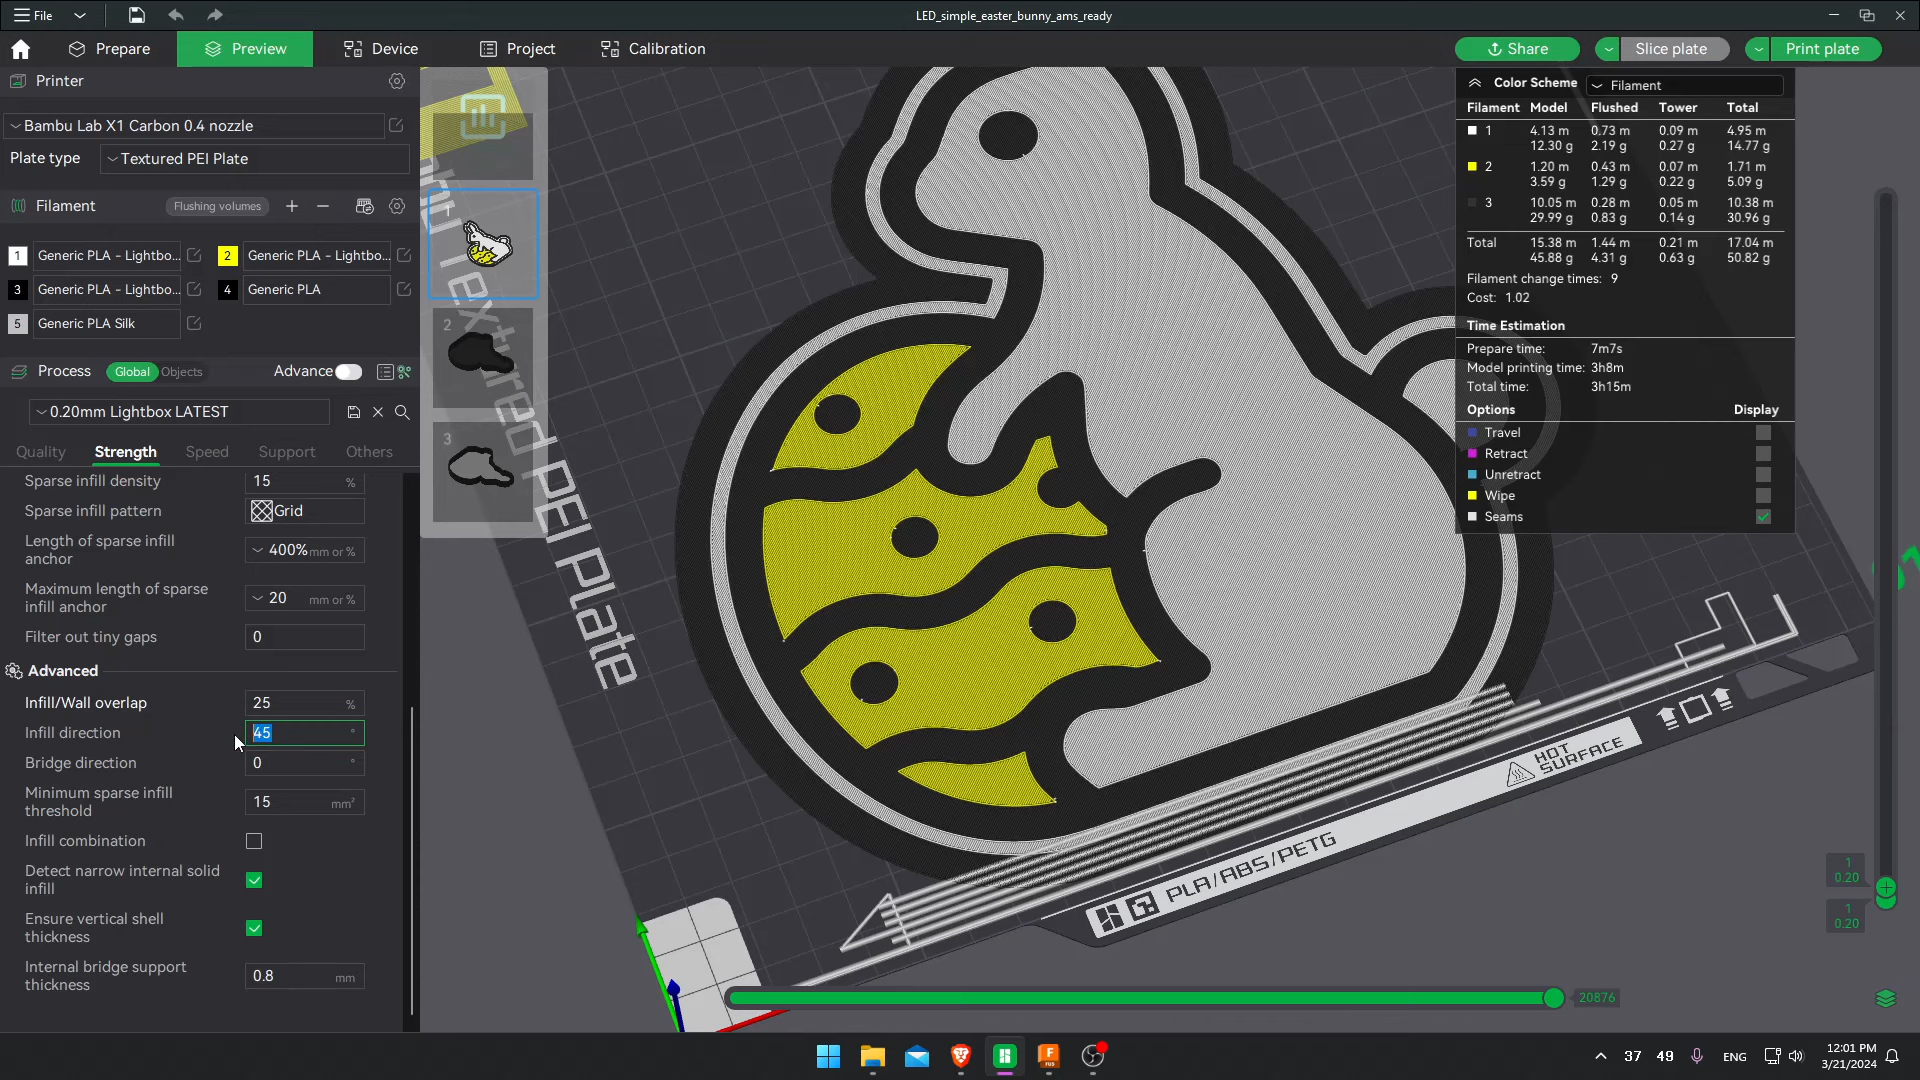 File
LED_simple_easter_bunny_ams_ready
Prepare
Preview
Device
Project
Calibration
Share
Slice plate
Print plate
Printer
Bambu Lab X1 Carbon 0.4 nozzle
Plate type
Textured PEI Plate
Filament
Flushing volumes
1 Generic PLA - Lightbo...
2 Generic PLA - Lightbo...
3 Generic PLA - Lightbo...
4 Generic PLA
5 Generic PLA Silk
Process
Global
Objects
Advance
0.20mm Lightbox LATEST
Quality
Strength
Speed
Support
Others
Sparse infill density 15 %
Sparse infill pattern Grid
Length of sparse infill
anchor
400% mm or %
Maximum length of sparse
infill anchor
20 mm or %
Filter out tiny gaps 0
Advanced
Infill/Wall overlap 25 %
Infill direction 45 °
Bridge direction 0 °
Minimum sparse infill
threshold
15 mm²
Infill combination
Detect narrow internal solid
infill
Ensure vertical shell
thickness
Internal bridge support
thickness
0.8 mm
1
2
3
Textured PEI Plate
PLA/ABS/PETG
HOT
SURFACE
Color Scheme Filament
Filament Model Flushed Tower Total
1 4.13 m 0.73 m 0.09 m 4.95 m
12.30 g 2.19 g 0.27 g 14.77 g
2 1.20 m 0.43 m 0.07 m 1.71 m
3.59 g 1.29 g 0.22 g 5.09 g
3 10.05 m 0.28 m 0.05 m 10.38 m
29.99 g 0.83 g 0.14 g 30.96 g
Total 15.38 m 1.44 m 0.21 m 17.04 m
45.88 g 4.31 g 0.63 g 50.82 g
Filament change times: 9
Cost: 1.02
Time Estimation
Prepare time: 7m7s
Model printing time: 3h8m
Total time: 3h15m
Options Display
Travel
Retract
Unretract
Wipe
Seams
1
0.20
1
0.20
20876
37 49 ENG
12:01 PM
3/21/2024